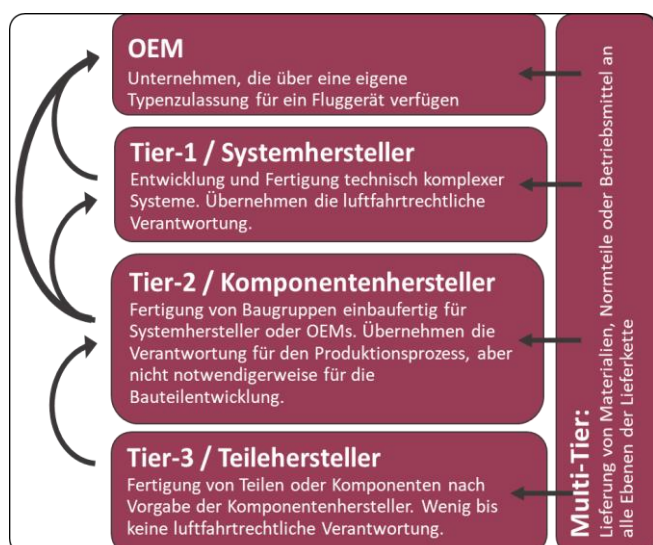 OEM
Unternehmen, die über eine eigene
Typenzulassung für ein Fluggerät verfügen
Tier-1 / Systemhersteller
Entwicklung und Fertigung technisch komplexer
Systeme. Übernehmen die luftfahrtrechtliche
Verantwortung.
Tier-2 / Komponentenhersteller
Fertigung von Baugruppen einbaufertig für
Systemhersteller oder OEMs. Übernehmen die
Verantwortung für den Produktionsprozess, aber
nicht notwendigerweise für die
Bauteilentwicklung.
Tier-3 / Teilehersteller
Fertigung von Teilen oder Komponenten nach
Vorgabe der Komponentenhersteller. Wenig bis
keine luftfahrtrechtliche Verantwortung.
Multi-Tier:
Lieferung von Materialien, Normteile oder Betriebsmittel an
alle Ebenen der Lieferkette